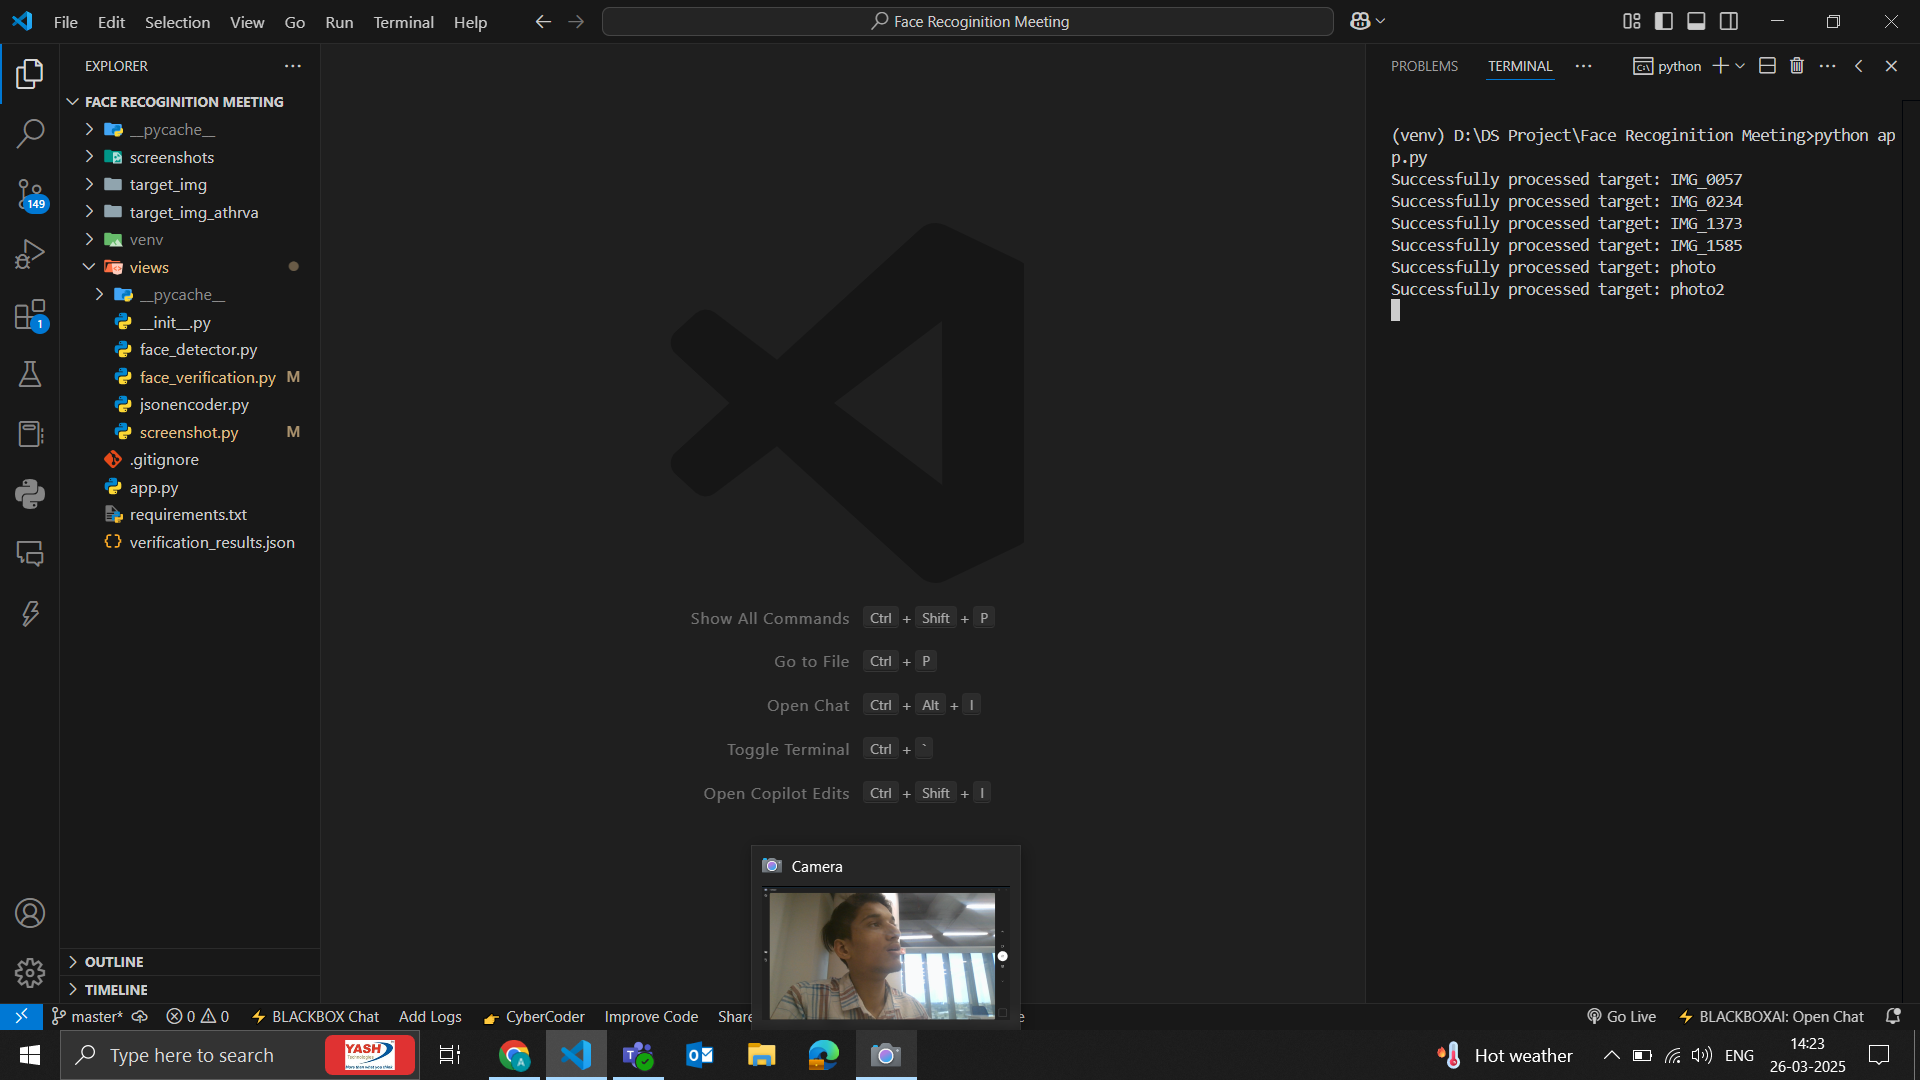 File Edit Selection View Go Run Terminal Help
Face Recoginition Meeting
EXPLORER
FACE RECOGINITION MEETING
__pycache__
screenshots
target_img
target_img_athrva
venv
views
__pycache__
__init__.py
face_detector.py
face_verification.py M
jsonencoder.py
screenshot.py M
.gitignore
app.py
requirements.txt
verification_results.json
OUTLINE
TIMELINE
149
1
Show All Commands Ctrl + Shift + P
Go to File Ctrl + P
Open Chat Ctrl + Alt + I
Toggle Terminal Ctrl + `
Open Copilot Edits Ctrl + Shift + I
PROBLEMS TERMINAL python
(venv) D:\DS Project\Face Recoginition Meeting>python ap
p.py
Successfully processed target: IMG_0057
Successfully processed target: IMG_0234
Successfully processed target: IMG_1373
Successfully processed target: IMG_1585
Successfully processed target: photo
Successfully processed target: photo2
Camera
master* 0 0 BLACKBOX Chat Add Logs CyberCoder Improve Code Share Go Live BLACKBOXAI: Open Chat
Type here to search
YASH
Technologies
Hot weather
ENG
14:23
26-03-2025